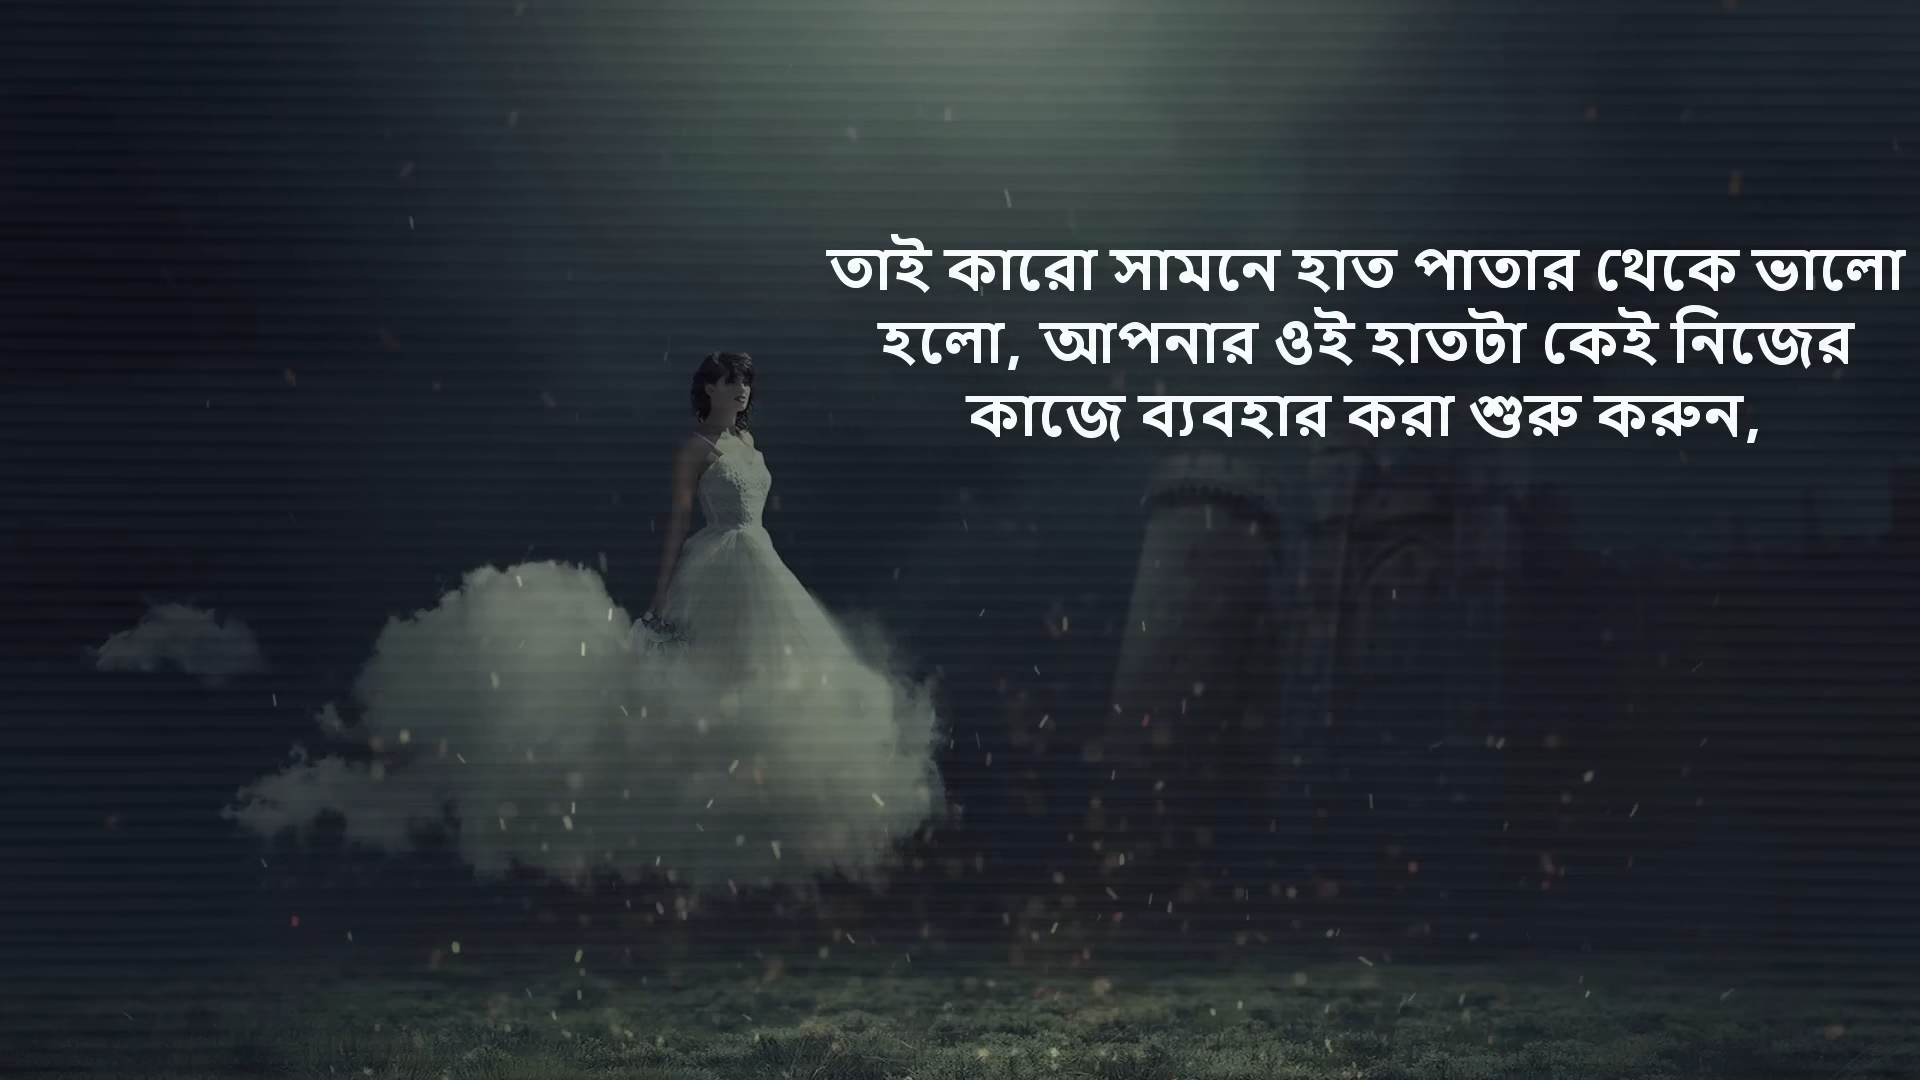 তাই কারো সামনে হাত পাতার থেকে ভালো
হলো, আপনার ওই হাতটা কেই নিজের
কাজে ব্যবহার করা শুরু করুন,